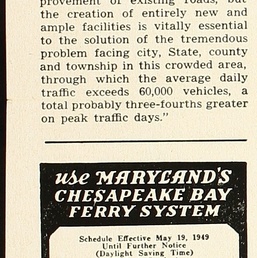 provement of existing roads, but
the creation of entirely new and
ample facilities is vitally essential
to the solution of the tremendous
problem facing city, State, county
and township in this crowded area,
through which the average daily
traffic exceeds 60,000 vehicles, a
total probably three-fourths greater
on peak traffic days."
use MARYLAND'S
CHESAPEAKE BAY
FERRY SYSTEM
Schedule Effective May 19, 1949
Until Further Notice
(Daylight Saving Time)